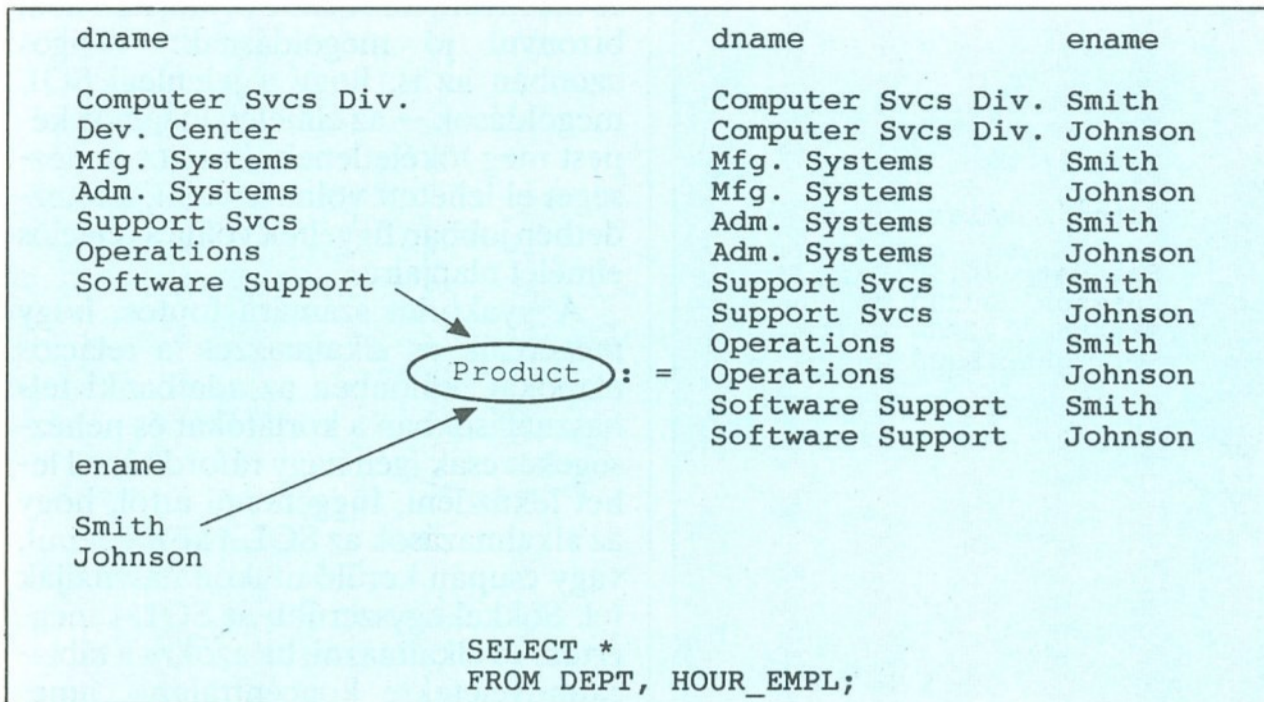 dname
Computer Svcs Div.
Dev. Center
Mfg. Systems
Adm. Systems
Support Svcs
Operations
Software Support
ename
Smith
Johnson
Product
: =
dname ename
Computer Svcs Div. Smith
Computer Svcs Div. Johnson
Mfg. Systems Smith
Mfg. Systems Johnson
Adm. Systems Smith
Adm. Systems Johnson
Support Svcs Smith
Support Svcs Johnson
Operations Smith
Operations Johnson
Software Support Smith
Software Support Johnson
SELECT *
FROM DEPT, HOUR_EMPL;